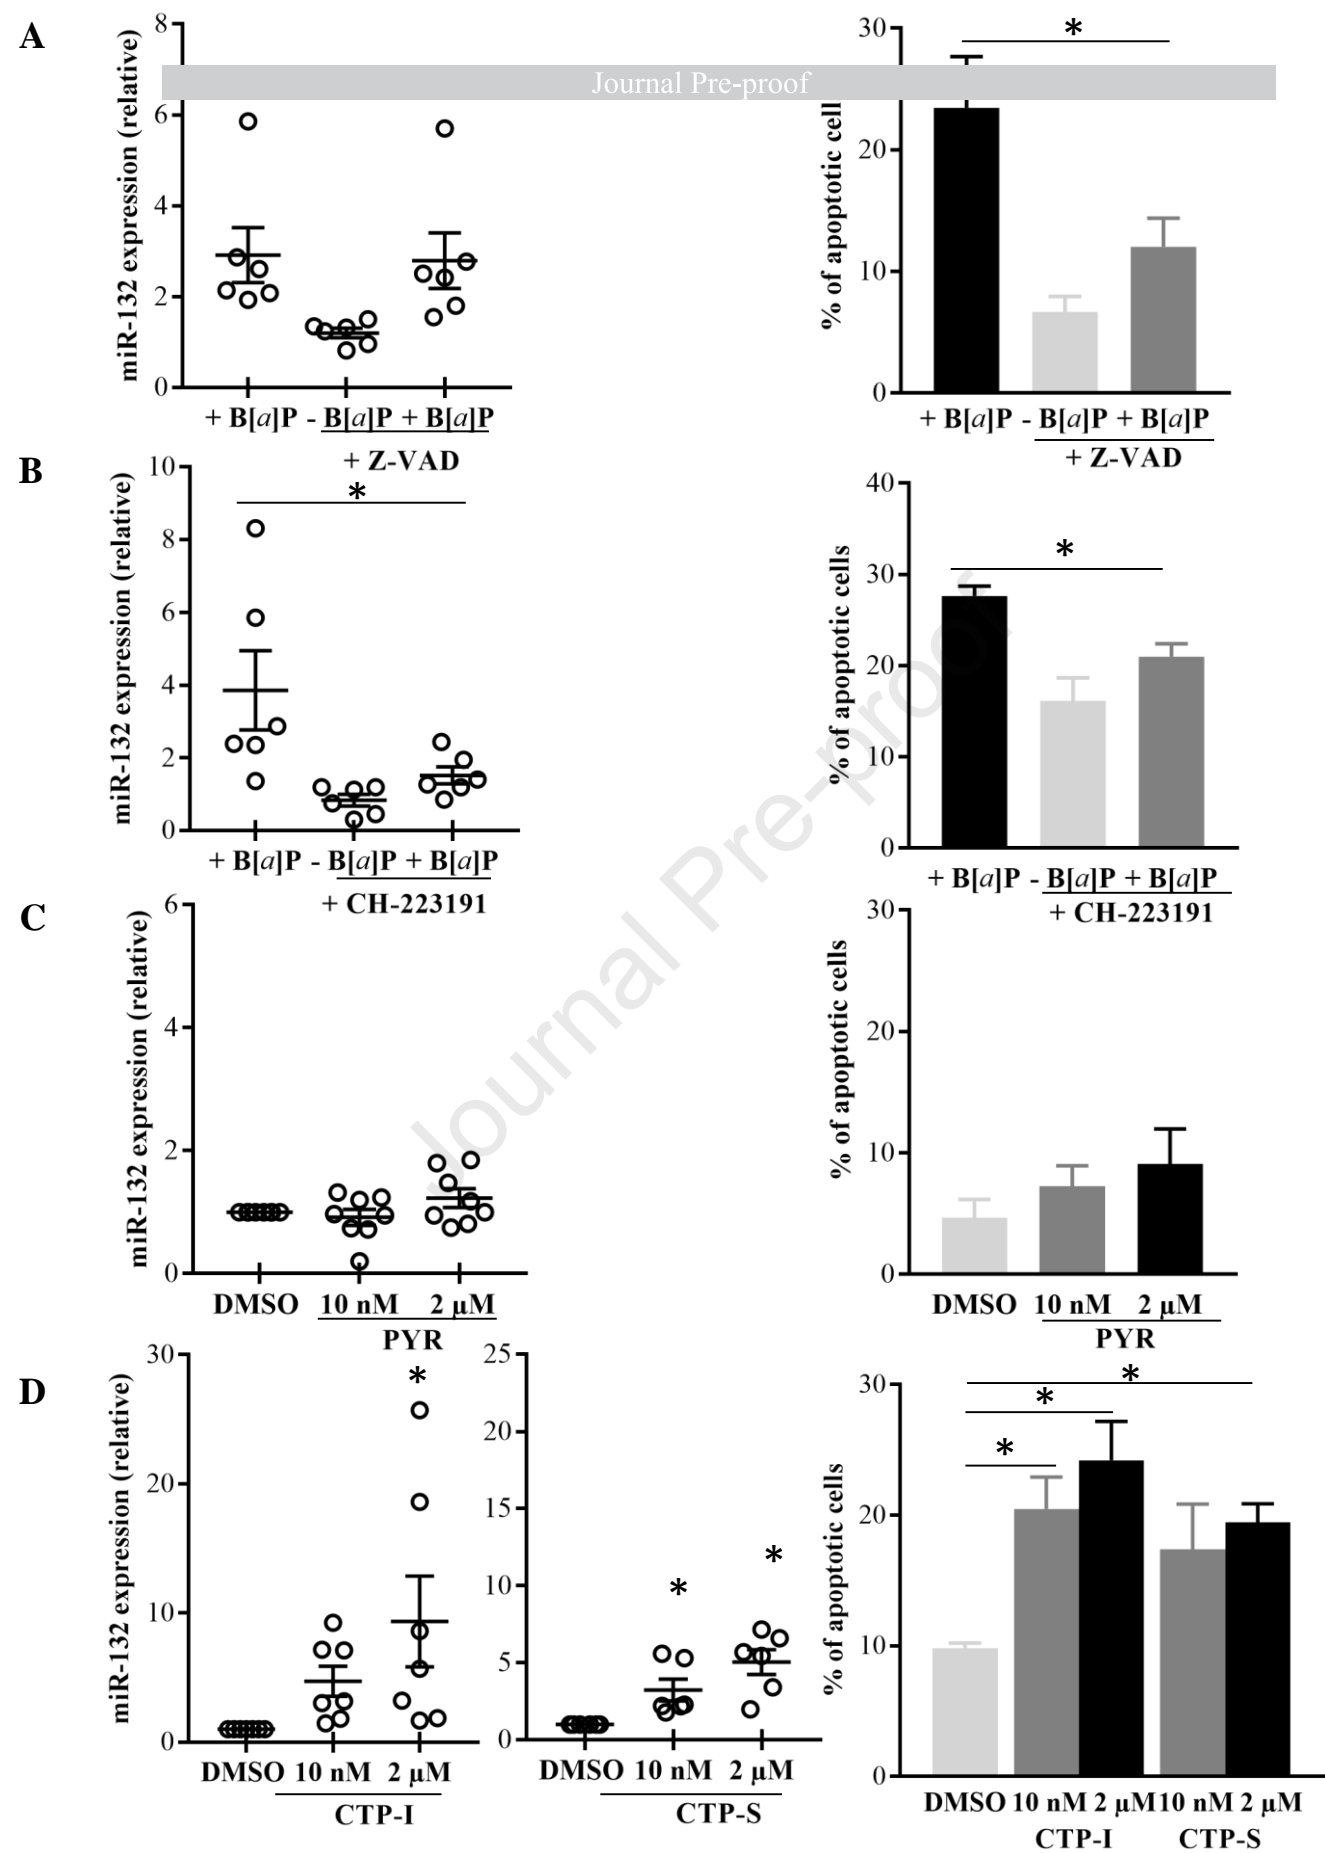 A
miR-132 expression (relative)
8
6
4
2
0
+ B[a]P - B[a]P + B[a]P
+ Z-VAD
Journal Pre-proof
% of apoptotic cell
30
20
10
0
*
+ B[a]P - B[a]P + B[a]P
+ Z-VAD
B
miR-132 expression (relative)
10
8
6
4
2
0
*
+ B[a]P - B[a]P + B[a]P
+ CH-223191
% of apoptotic cells
40
30
20
10
0
*
+ B[a]P - B[a]P + B[a]P
+ CH-223191
Journal Pre-proof
C
miR-132 expression (relative)
6
4
2
0
DMSO 10 nM 2 µM
PYR
% of apoptotic cells
30
20
10
0
DMSO 10 nM 2 µM
PYR
D
miR-132 expression (relative)
30
20
10
0
*
DMSO 10 nM 2 µM
CTP-I
25
20
15
10
5
0
*
*
DMSO 10 nM 2 µM
CTP-S
% of apoptotic cells
30
20
10
0
*
*
*
DMSO 10 nM 2 µM 10 nM 2 µM
CTP-I CTP-S